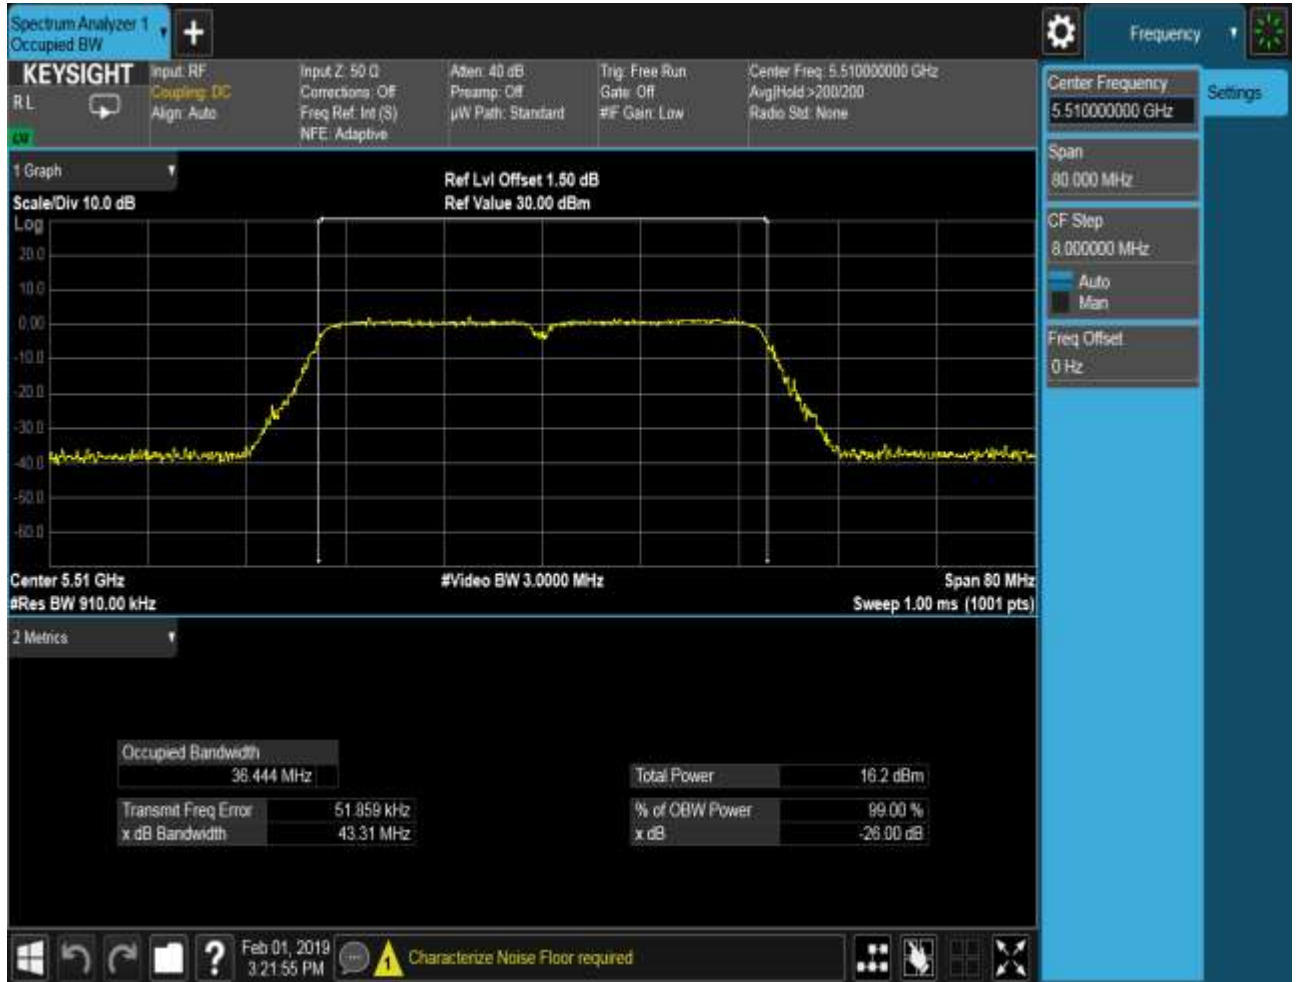 Spectrum Analyzer 1
Occupied BW
Frequency
KEYSIGHT
R L
Input: RF
Coupling: DC
Align: Auto
Input Z: 50 Ω
Corrections: Off
Freq Ref: Int (S)
NFE: Adaptive
Atten: 40 dB
Preamp: Off
µW Path: Standard
Trig: Free Run
Gate: Off
#IF Gain: Low
Center Freq: 5.510000000 GHz
Avg|Hold:>200/200
Radio Std: None
Center Frequency
5.510000000 GHz
Settings
Span
80.000 MHz
CF Step
8.000000 MHz
Auto
Man
Freq Offset
0 Hz
1 Graph
Scale/Div 10.0 dB
Ref Lvl Offset 1.50 dB
Ref Value 30.00 dBm
Log
20.0
10.0
0.00
-10.0
-20.0
-30.0
-40.0
-50.0
-60.0
Center 5.51 GHz
#Res BW 910.00 kHz
#Video BW 3.0000 MHz
Span 80 MHz
Sweep 1.00 ms (1001 pts)
2 Metrics
Occupied Bandwidth
36.444 MHz
Transmit Freq Error 51.859 kHz
x dB Bandwidth 43.31 MHz
Total Power 16.2 dBm
% of OBW Power 99.00 %
x dB -26.00 dB
Feb 01, 2019
3:21:55 PM
1
Characterize Noise Floor required